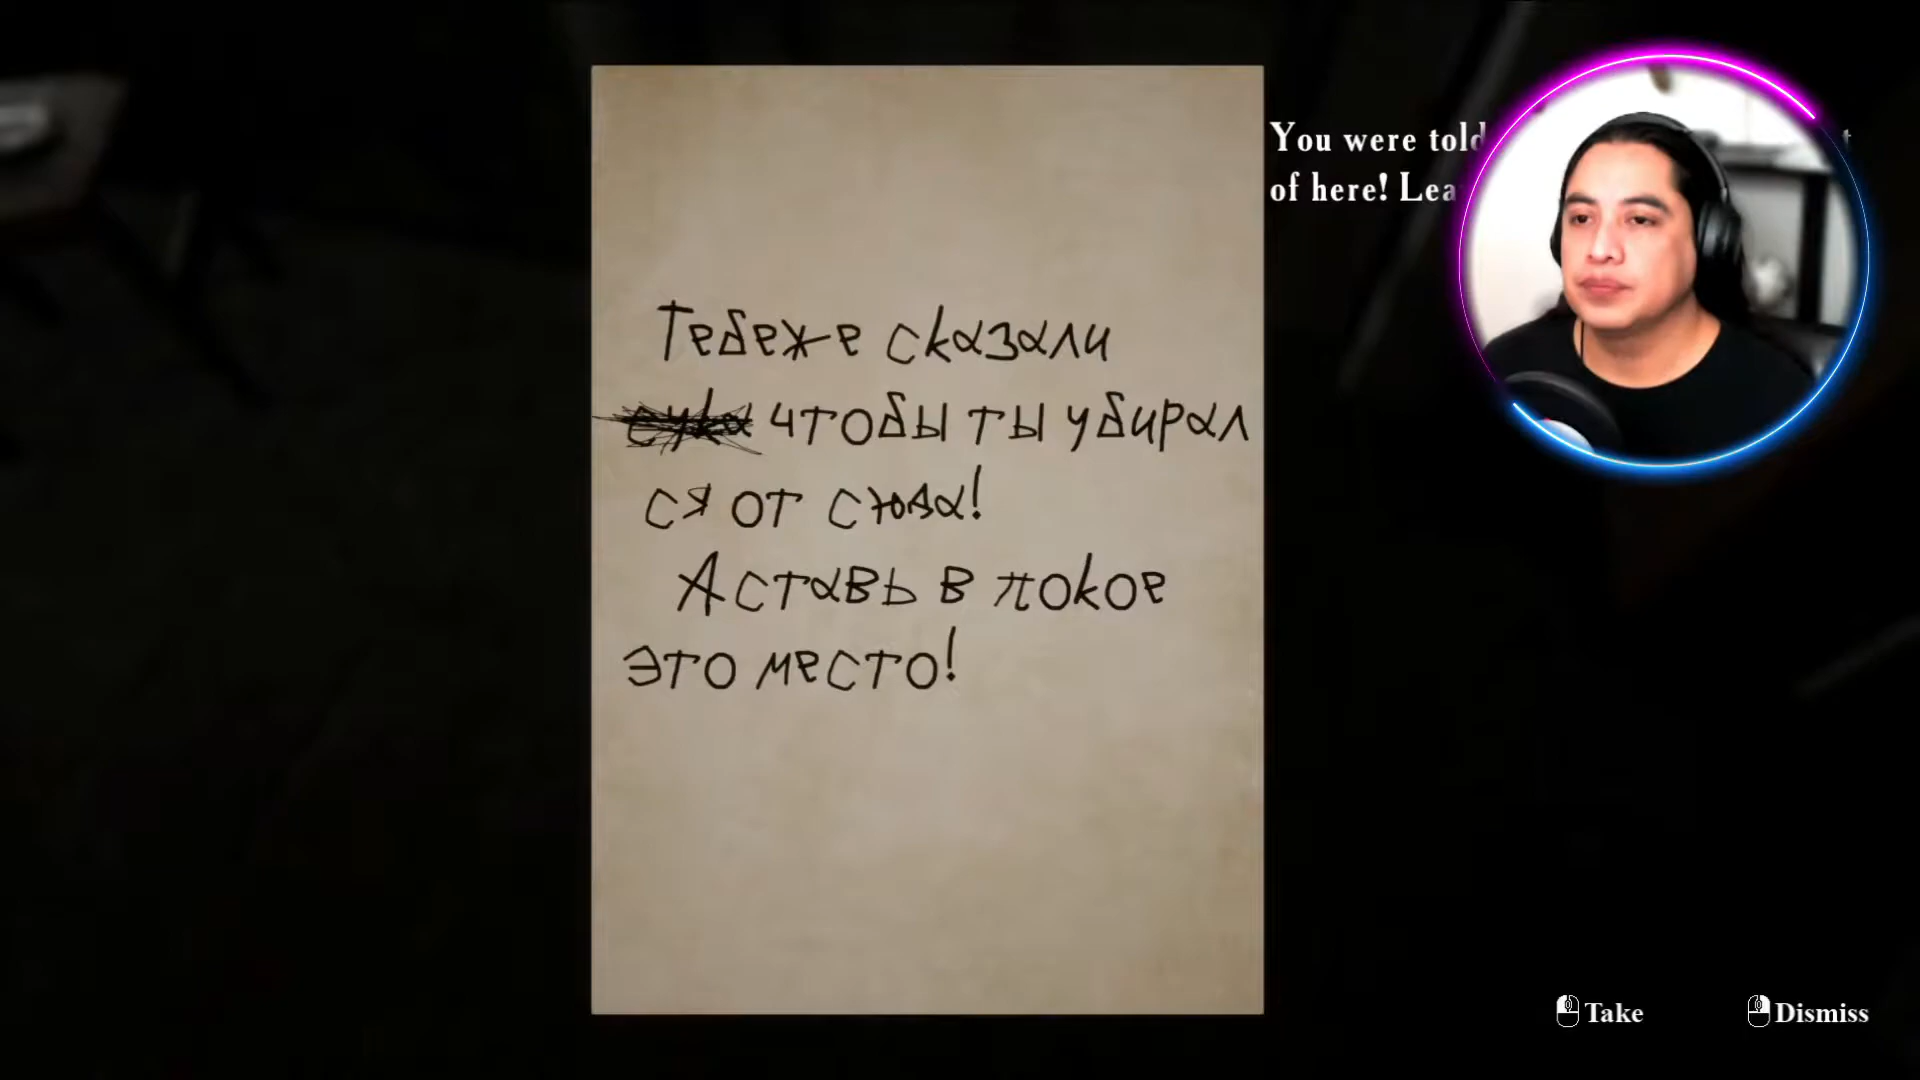 Тебеже сказали
сука чтобы ты убирал
ся от сюда!
Аставь в покое
это место!
You were told
of here! Lea
Take
Dismiss